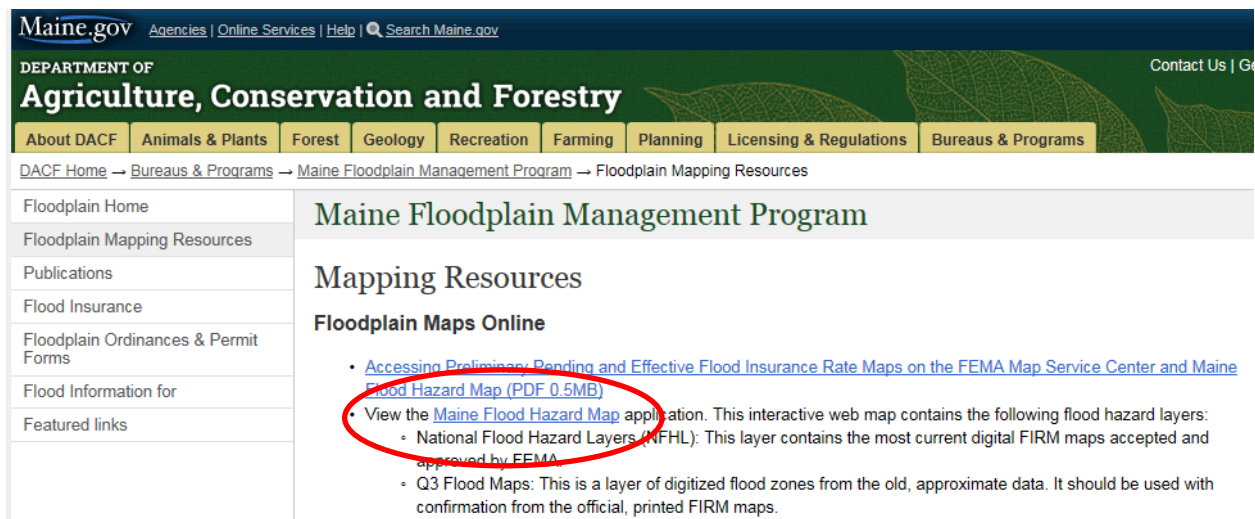 Maine.gov Agencies | Online Services | Help | Search Maine.gov
DEPARTMENT OF
Contact Us |
Agriculture, Conservation and Forestry
About DACF Animals & Plants Forest Geology Recreation Farming Planning Licensing & Regulations Bureaus & Programs
DACF Home → Bureaus & Programs → Maine Floodplain Management Program → Floodplain Mapping Resources
Floodplain Home
Floodplain Mapping Resources
Publications
Flood Insurance
Floodplain Ordinances & Permit
Forms
Flood Information for
Featured links
Maine Floodplain Management Program
Mapping Resources
Floodplain Maps Online
• Accessing Preliminary Pending and Effective Flood Insurance Rate Maps on the FEMA Map Service Center and Maine
Flood Hazard Map (PDF 0.5MB)
• View the Maine Flood Hazard Map application. This interactive web map contains the following flood hazard layers:
◦ National Flood Hazard Layers (NFHL): This layer contains the most current digital FIRM maps accepted and
approved by FEMA.
◦ Q3 Flood Maps: This is a layer of digitized flood zones from the old, approximate data. It should be used with
confirmation from the official, printed FIRM maps.